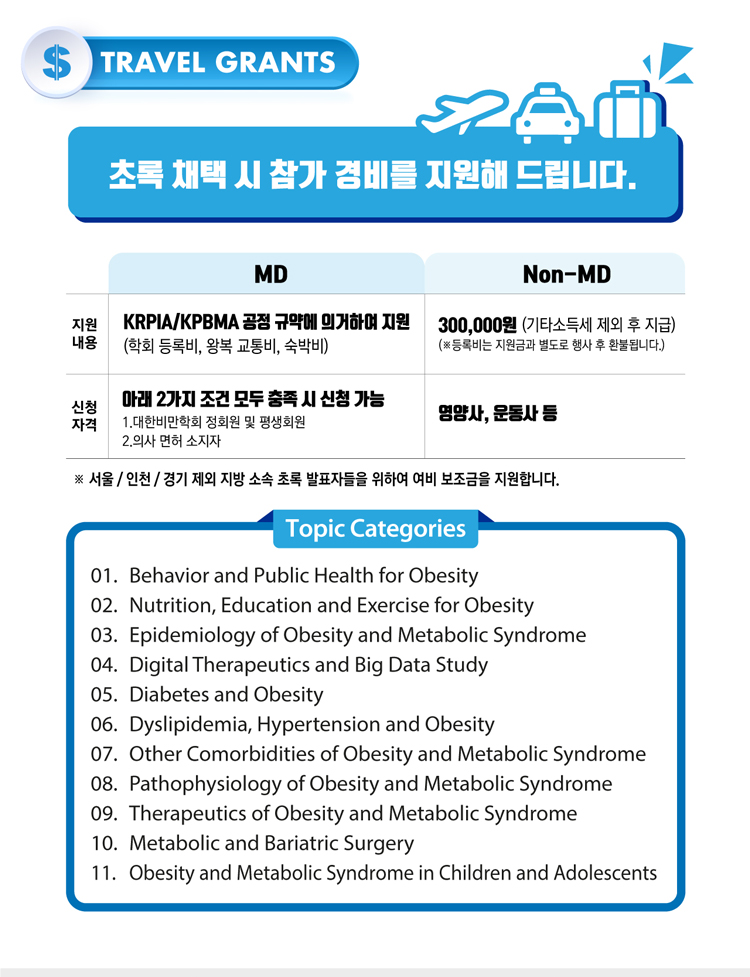 $ TRAVEL GRANTS
초록 채택 시 참가 경비를 지원해 드립니다.
MD Non-MD
지원
내용
KRPIA/KPBMA 공정 규약에 의거하여 지원
(학회 등록비, 왕복 교통비, 숙박비)
300,000원 (기타소득세 제외 후 지급)
(※등록비는 지원금과 별도로 행사 후 환불됩니다.)
신청
자격
아래 2가지 조건 모두 충족 시 신청 가능
1.대한비만학회 정회원 및 평생회원
2.의사 면허 소지자
영양사, 운동사 등
※ 서울 / 인천 / 경기 제외 지방 소속 초록 발표자들을 위하여 여비 보조금을 지원합니다.
Topic Categories
01. Behavior and Public Health for Obesity
02. Nutrition, Education and Exercise for Obesity
03. Epidemiology of Obesity and Metabolic Syndrome
04. Digital Therapeutics and Big Data Study
05. Diabetes and Obesity
06. Dyslipidemia, Hypertension and Obesity
07. Other Comorbidities of Obesity and Metabolic Syndrome
08. Pathophysiology of Obesity and Metabolic Syndrome
09. Therapeutics of Obesity and Metabolic Syndrome
10. Metabolic and Bariatric Surgery
11. Obesity and Metabolic Syndrome in Children and Adolescents